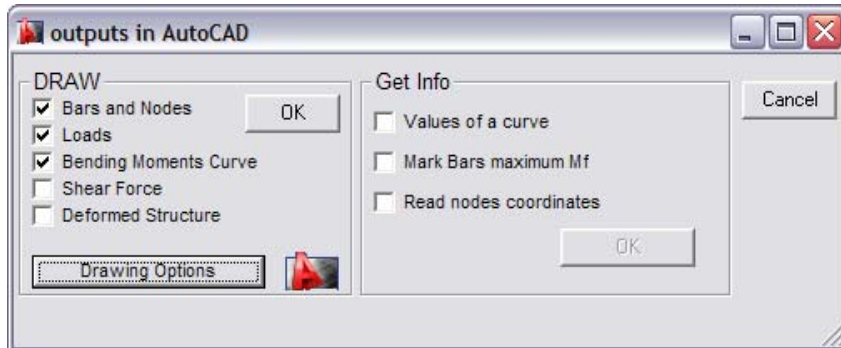 outputs in AutoCAD
DRAW
Bars and Nodes
OK
Loads
Bending Moments Curve
Shear Force
Deformed Structure
Drawing Options
Get Info
Values of a curve
Mark Bars maximum Mf
Read nodes coordinates
OK
Cancel